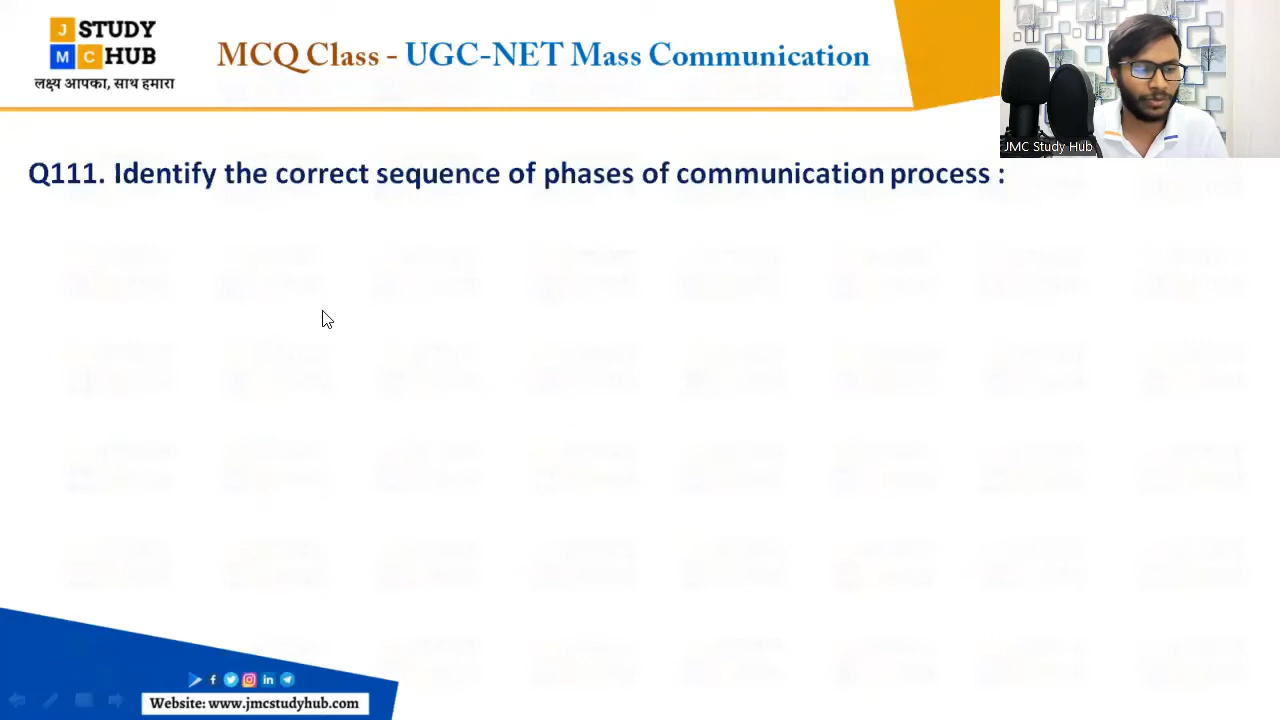 J STUDY
M C HUB
लक्ष्य आपका, साथ हमारा
MCQ Class - UGC-NET Mass Communication
JMC Study Hub
Q111. Identify the correct sequence of phases of communication process :
Website: www.jmcstudyhub.com